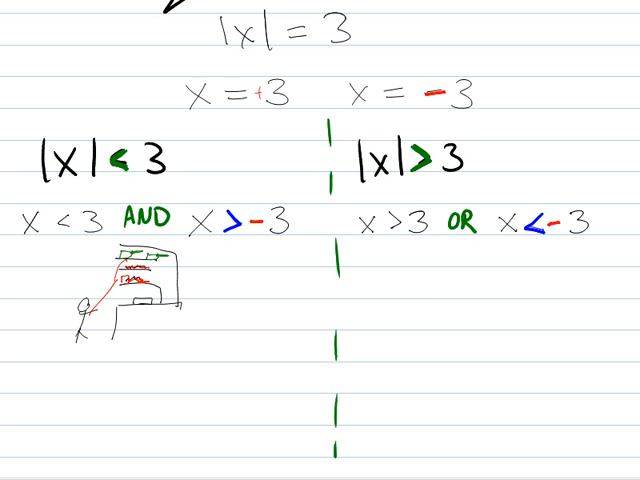 |x| = 3
x = +3 x = -3
|x| < 3 |x| > 3
x < 3 AND x > -3 x > 3 OR x < -3